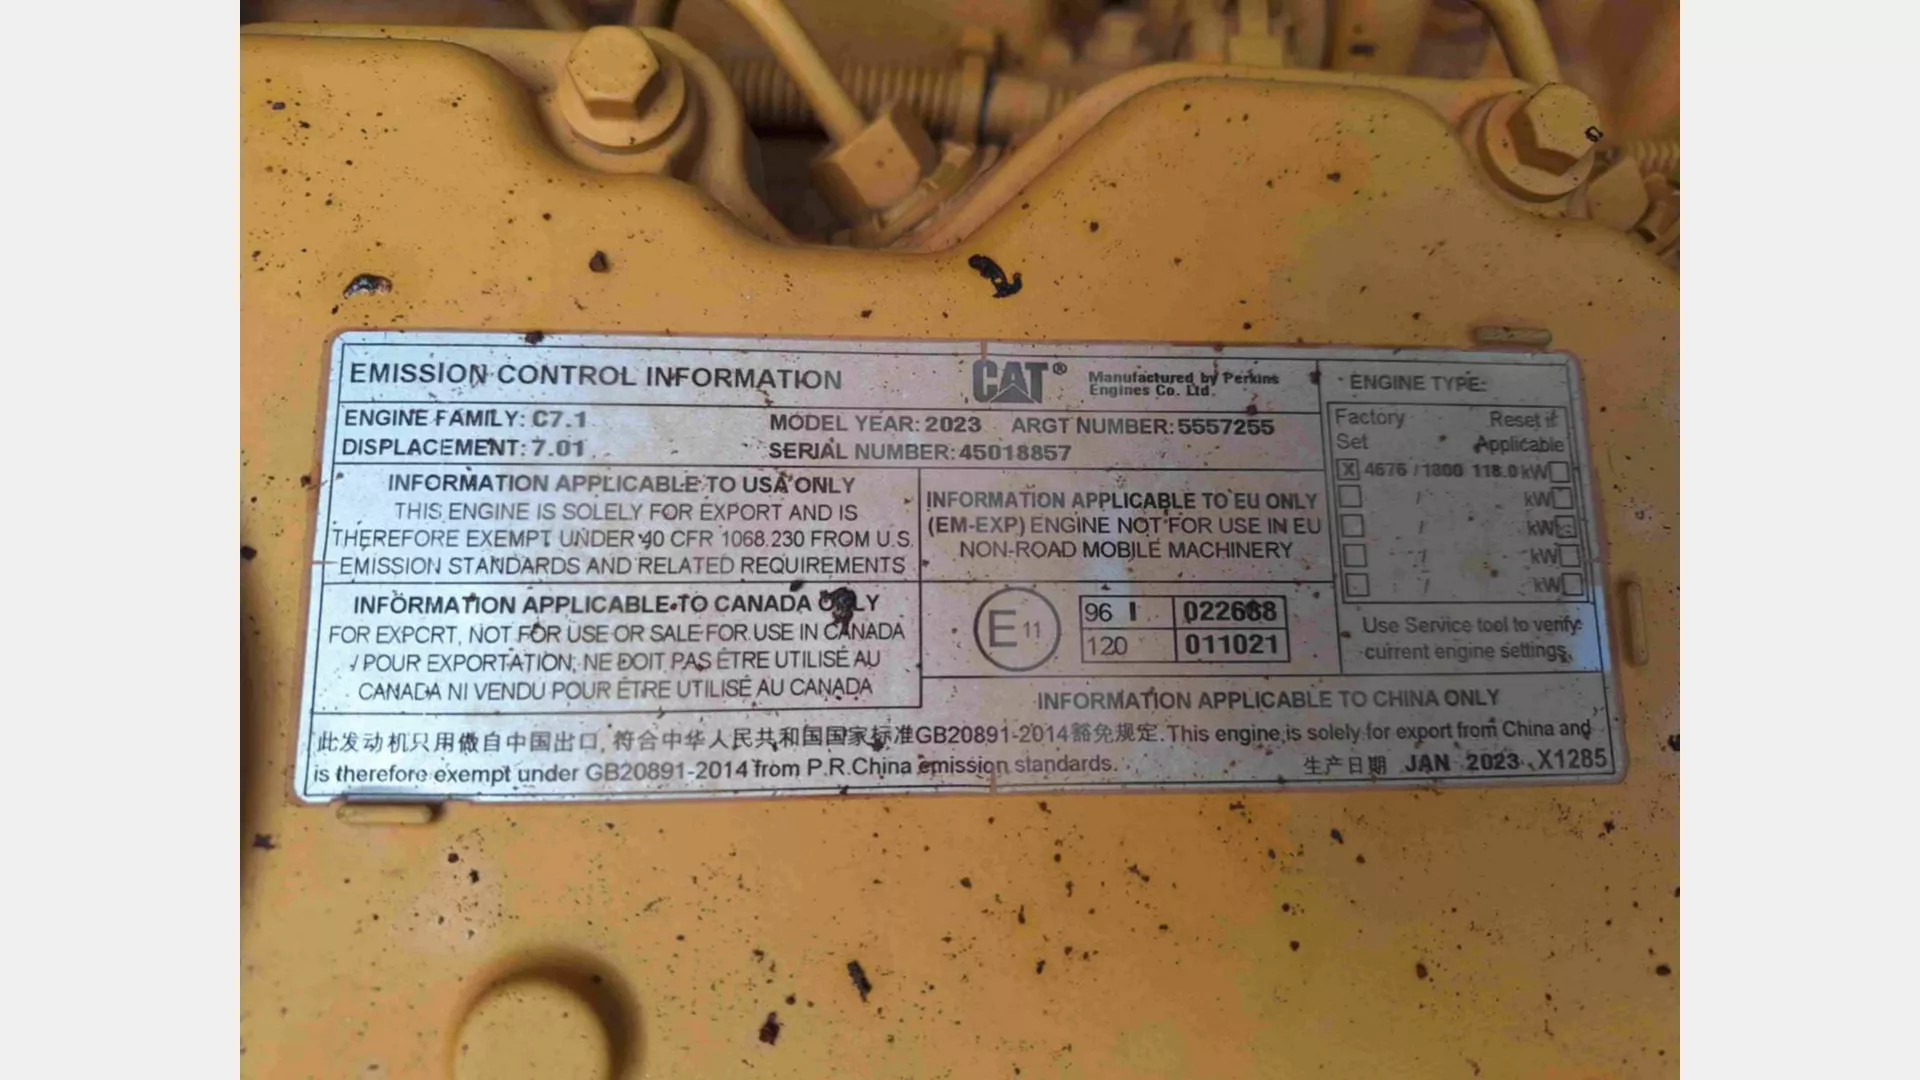 EMISSION CONTROL INFORMATION
CAT®
Manufactured by Perkins
Engines Co. Ltd.
ENGINE FAMILY: C7.1
MODEL YEAR: 2023 ARGT NUMBER: 5557255
DISPLACEMENT: 7.01
SERIAL NUMBER: 45018857
ENGINE TYPE:
Factory Reset if
Set Applicable
X 4676 / 1800 118.0 kW
/ kW
/ kW
/ kW
/ kW
Use Service tool to verify
current engine settings.
INFORMATION APPLICABLE TO USA ONLY
THIS ENGINE IS SOLELY FOR EXPORT AND IS
THEREFORE EXEMPT UNDER 40 CFR 1068.230 FROM U.S.
EMISSION STANDARDS AND RELATED REQUIREMENTS
INFORMATION APPLICABLE TO EU ONLY
(EM-EXP) ENGINE NOT FOR USE IN EU
NON-ROAD MOBILE MACHINERY
INFORMATION APPLICABLE TO CANADA ONLY
FOR EXPORT, NOT FOR USE OR SALE FOR USE IN CANADA
/ POUR EXPORTATION, NE DOIT PAS ÊTRE UTILISÉ AU
CANADA NI VENDU POUR ÊTRE UTILISÉ AU CANADA
E 11
96 I 022688
120 011021
INFORMATION APPLICABLE TO CHINA ONLY
此发动机只用做自中国出口, 符合中华人民共和国国家标准GB20891-2014豁免规定. This engine is solely for export from China and
is therefore exempt under GB20891-2014 from P.R.China emission standards.
生产日期 JAN 2023 X1285